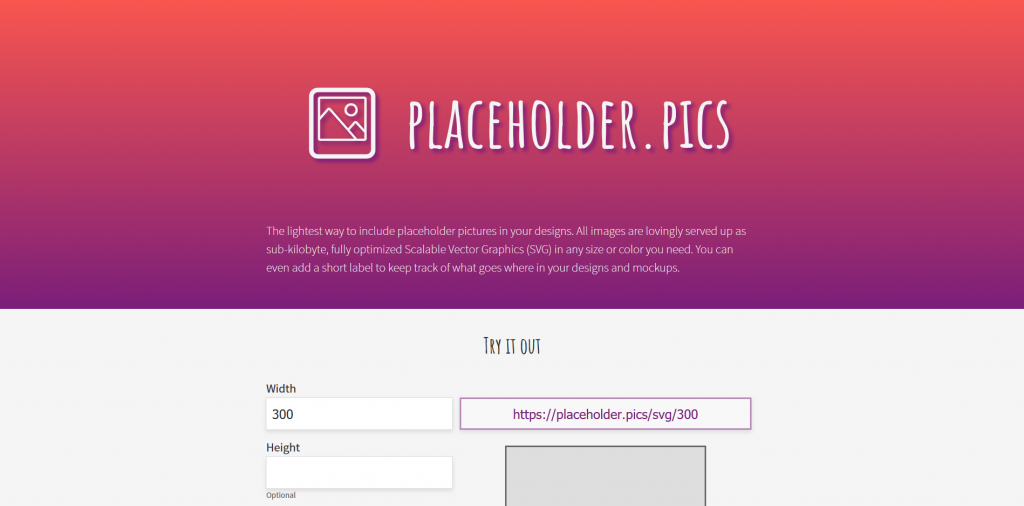 PLACEHOLDER.PICS
The lightest way to include placeholder pictures in your designs. All images are lovingly served up as
sub-kilobyte, fully optimized Scalable Vector Graphics (SVG) in any size or color you need. You can
even add a short label to keep track of what goes where in your designs and mockups.
Try it out
Width
300
https://placeholder.pics/svg/300
Height
Optional